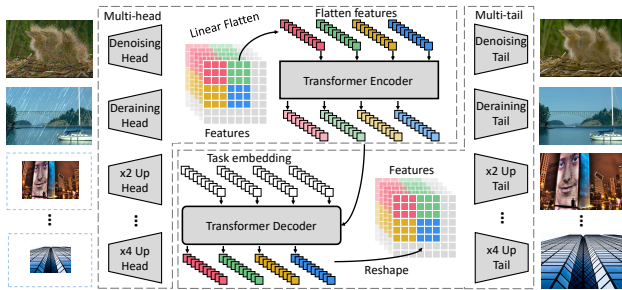 Multi-head
Denoising
Head
Deraining
Head
x2 Up
Head
x4 Up
Head
Linear Flatten
Features
Flatten features
Transformer Encoder
Task embedding
Transformer Decoder
Features
Reshape
Multi-tail
Denoising
Tail
Deraining
Tail
x2 Up
Tail
x4 Up
Tail